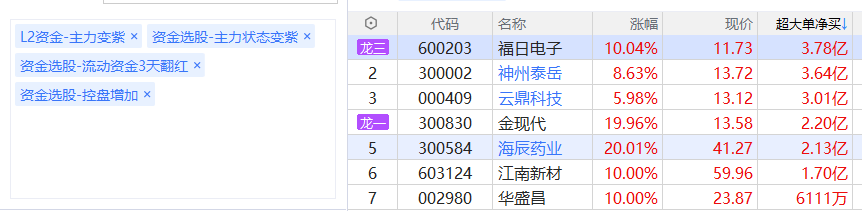 L2资金-主力变紫 × 资金选股-主力状态变紫 ×
资金选股-流动资金3天翻红 ×
资金选股-控盘增加 ×
代码 名称 涨幅 现价 超大单净买↓
龙三 600203 福日电子 10.04% 11.73 3.78亿
2 300002 神州泰岳 8.63% 13.72 3.64亿
3 000409 云鼎科技 5.98% 13.12 3.01亿
龙一 300830 金现代 19.96% 13.58 2.20亿
5 300584 海辰药业 20.01% 41.27 2.13亿
6 603124 江南新材 10.00% 59.96 1.70亿
7 002980 华盛昌 10.00% 23.87 6111万